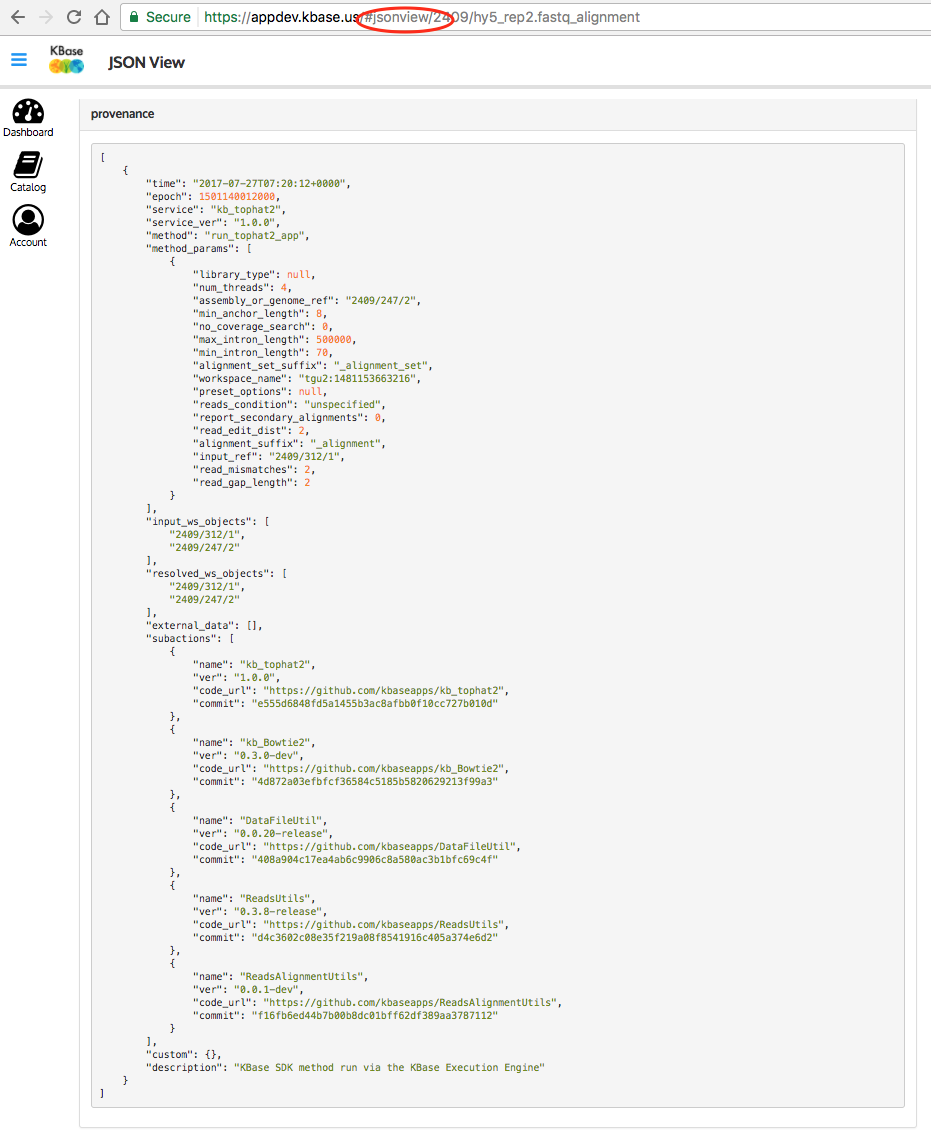 Secure https://appdev.kbase.us/#jsonview/2409/hy5_rep2.fastq_alignment
KBase
JSON View
Dashboard
Catalog
Account
provenance
[
{
"time": "2017-07-27T07:20:12+0000",
"epoch": 1501140012000,
"service": "kb_tophat2",
"service_ver": "1.0.0",
"method": "run_tophat2_app",
"method_params": [
{
"library_type": null,
"num_threads": 4,
"assembly_or_genome_ref": "2409/247/2",
"min_anchor_length": 8,
"no_coverage_search": 0,
"max_intron_length": 500000,
"min_intron_length": 70,
"alignment_set_suffix": "_alignment_set",
"workspace_name": "tgu2:1481153663216",
"preset_options": null,
"reads_condition": "unspecified",
"report_secondary_alignments": 0,
"read_edit_dist": 2,
"alignment_suffix": "_alignment",
"input_ref": "2409/312/1",
"read_mismatches": 2,
"read_gap_length": 2
}
],
"input_ws_objects": [
"2409/312/1",
"2409/247/2"
],
"resolved_ws_objects": [
"2409/312/1",
"2409/247/2"
],
"external_data": [],
"subactions": [
{
"name": "kb_tophat2",
"ver": "1.0.0",
"code_url": "https://github.com/kbaseapps/kb_tophat2",
"commit": "e555d6848fd5a1455b3ac8afbb0f10cc727b010d"
},
{
"name": "kb_Bowtie2",
"ver": "0.3.0-dev",
"code_url": "https://github.com/kbaseapps/kb_Bowtie2",
"commit": "4d872a03efbfcf36584c5185b5820629213f99a3"
},
{
"name": "DataFileUtil",
"ver": "0.0.20-release",
"code_url": "https://github.com/kbaseapps/DataFileUtil",
"commit": "408a904c17ea4ab6c9906c8a580ac3b1bfc69c4f"
},
{
"name": "ReadsUtils",
"ver": "0.3.8-release",
"code_url": "https://github.com/kbaseapps/ReadsUtils",
"commit": "d4c3602c08e35f219a08f8541916c405a374e6d2"
},
{
"name": "ReadsAlignmentUtils",
"ver": "0.0.1-dev",
"code_url": "https://github.com/kbaseapps/ReadsAlignmentUtils",
"commit": "f16fb6ed44b7b00b8dc01bff62df389aa3787112"
}
],
"custom": {},
"description": "KBase SDK method run via the KBase Execution Engine"
}
]